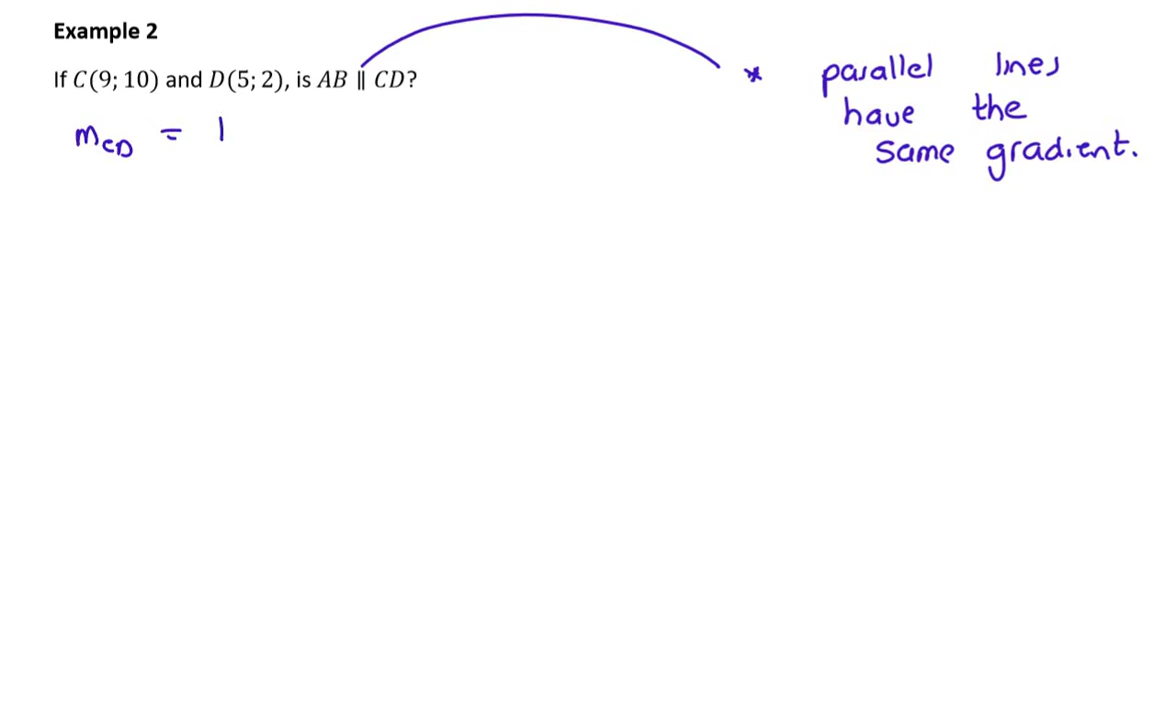 Example 2
If C(9; 10) and D(5; 2), is AB ∥ CD?
m_CD = 1
* parallel lines
have the
same gradient.